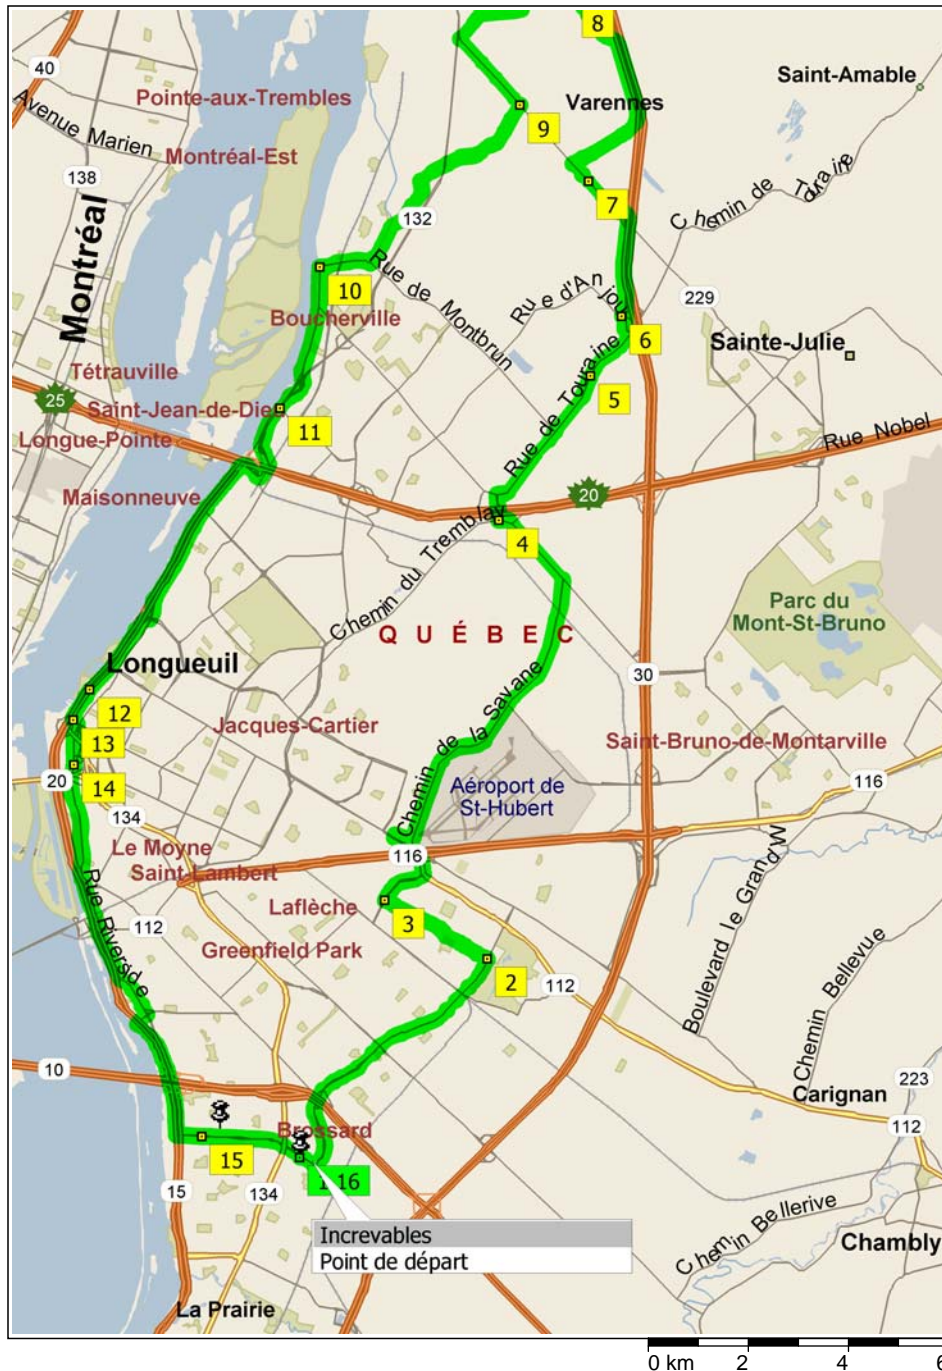 8
40
Saint-Amable
Pointe-aux-Trembles
Varennes
Avenue Marien
9
Montréal-Est
138
Chemin de Touraine
7
132
Montréal
10
Rue de Montbrun
Rue d'Anjou
229
Boucherville
6
Sainte-Julie
Tétrauville
25
Saint-Jean-de-Dieu
5
Rue de Touraine
11
Longue-Pointe
Rue Nobel
Maisonneuve
20
Chemin du Tremblay
4
Parc du
Mont-St-Bruno
QUÉBEC
Longueuil
30
12
Chemin de la Savane
Jacques-Cartier
13
Saint-Bruno-de-Montarville
116
20
14
Aéroport de
St-Hubert
134
Le Moyne
116
Saint-Lambert
Boulevard le Grand
Laflèche
3
Rue Riverside
112
Greenfield Park
2
112
Chemin Bellevue
10
223
Carignan
112
Brossard
15
1 16
15
134
Chemin Bellerive
Increvables
Point de départ
Chambly
La Prairie
0 km 2 4 6